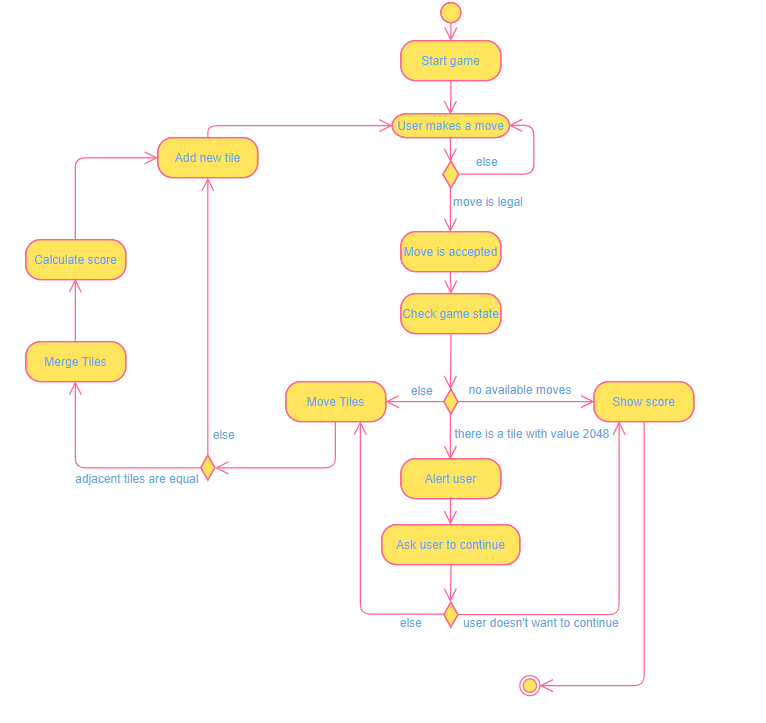 Start game
User makes a move
else
Add new tile
move is legal
Move is accepted
Calculate score
Check game state
Merge Tiles
else
no available moves
Move Tiles
Show score
else
there is a tile with value 2048
adjacent tiles are equal
Alert user
Ask user to continue
else
user doesn't want to continue